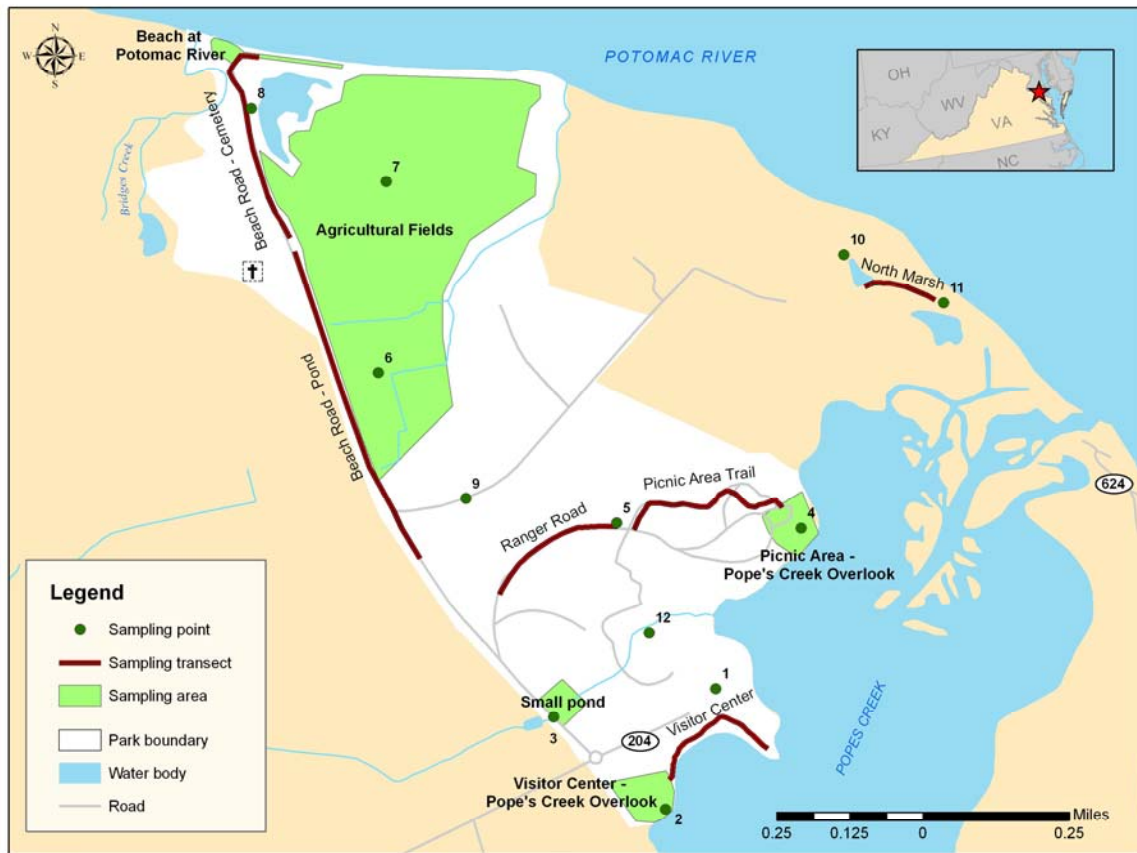 N
W E
S
Beach at
Potomac River
POTOMAC RIVER
OH
WV
VA
KY
NC
8
Bridges Creek
Beach Road - Cemetery
7
Agricultural Fields
10
North Marsh
11
6
Beach Road - Pond
9
Picnic Area Trail
624
5
Ranger Road
4
Picnic Area -
Pope's Creek Overlook
12
1
Small pond
Visitor Center
3
204
POPES CREEK
Visitor Center -
Pope's Creek Overlook
2
Legend
Sampling point
Sampling transect
Sampling area
Park boundary
Water body
Road
Miles
0.25 0.125 0 0.25